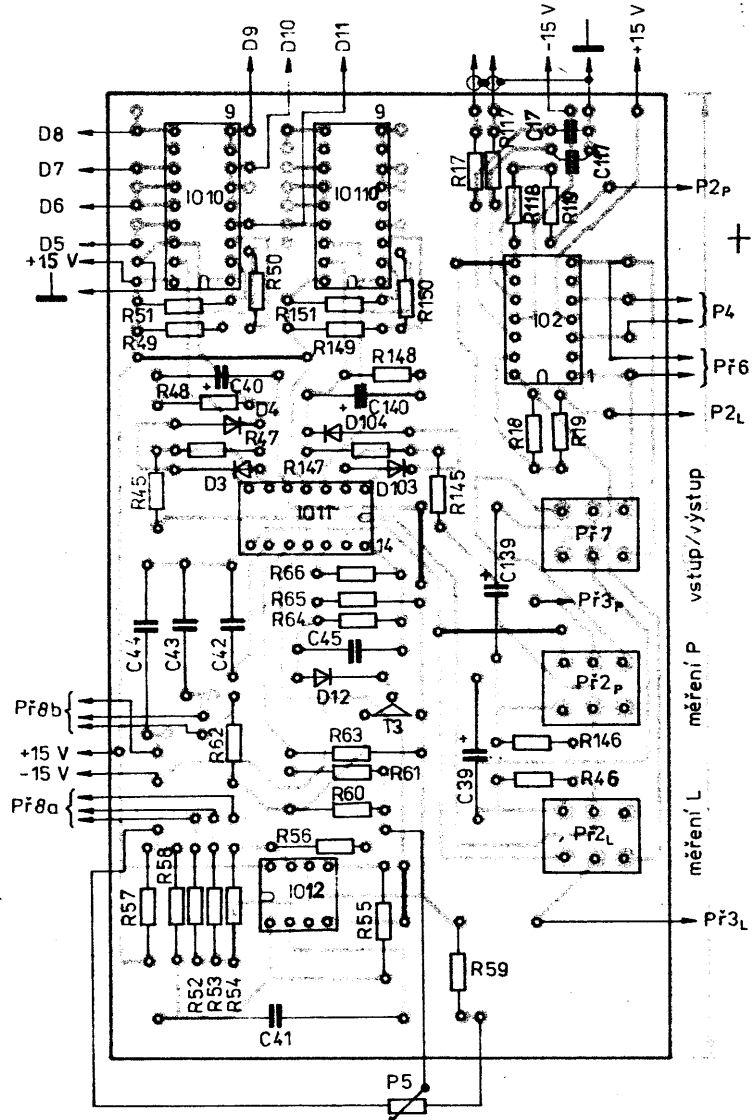 D9
D10
D11
-15 V
+15 V
D8
D7
D6
D5
+15 V
9
9
IO10
IO110
R17
R117
C17
C117
R118
R119
P2P
+
R50
R150
R51
R49
R151
R149
IO2
1
P4
Př6
P2L
R148
R48
+
C40
+
C140
D4
D104
R47
R147
D3
D103
R45
R145
R18
R19
IO11
14
Př7
vstup/výstup
R66
R65
R64
C45
D12
T3
+
C139
Př3P
C44
C43
C42
R62
Př2P
měření P
Př8b
+15 V
-15 V
Př8a
R63
R61
R60
+
C39
R146
R46
Př2L
měření L
R56
IO12
R57
R58
R52
R53
R54
R55
R59
Př3L
C41
P5